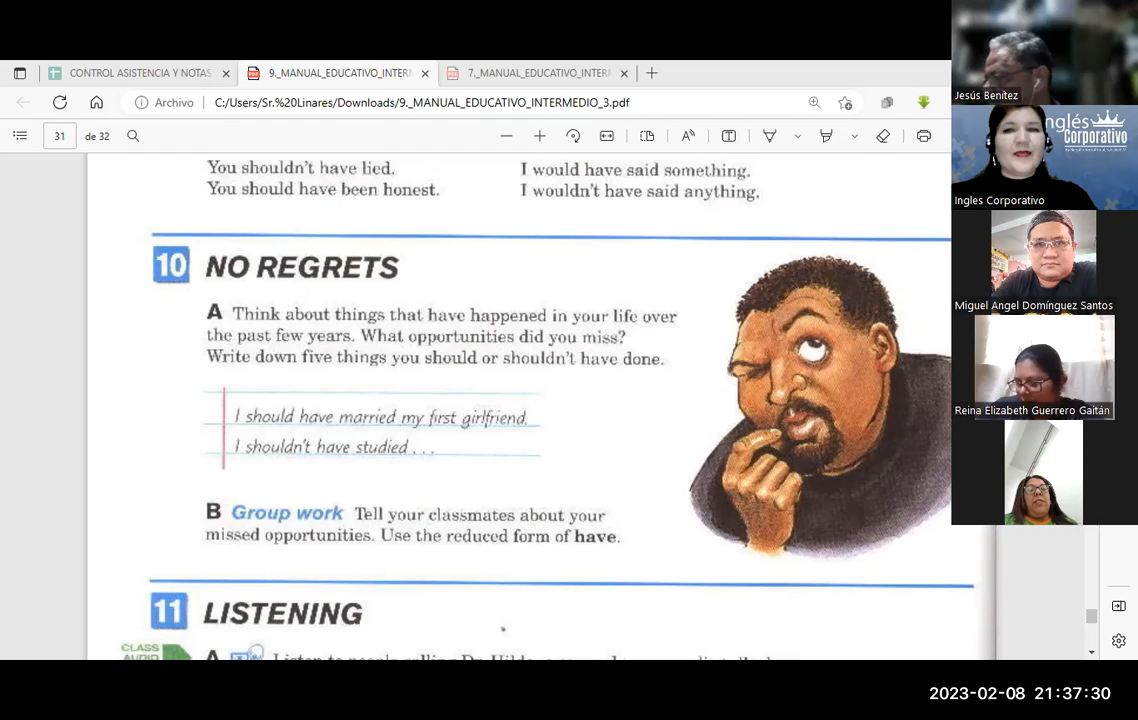 CONTROL ASISTENCIA Y NOTAS
9._MANUAL_EDUCATIVO_INTERM
7._MANUAL_EDUCATIVO_INTERM
Archivo
C:/Users/Sr.%20Linares/Downloads/9._MANUAL_EDUCATIVO_INTERMEDIO_3.pdf
31 de 32
You shouldn't have lied.
You should have been honest.
I would have said something.
I wouldn't have said anything.
10 NO REGRETS
A Think about things that have happened in your life over
the past few years. What opportunities did you miss?
Write down five things you should or shouldn't have done.
I should have married my first girlfriend.
I shouldn't have studied . . .
B Group work Tell your classmates about your
missed opportunities. Use the reduced form of have.
11 LISTENING
CLASS
Jesús Benítez
nglés
Corporativo
Ingles Corporativo
Miguel Angel Domínguez Santos
Reina Elizabeth Guerrero Gaitán
2023-02-08 21:37:30